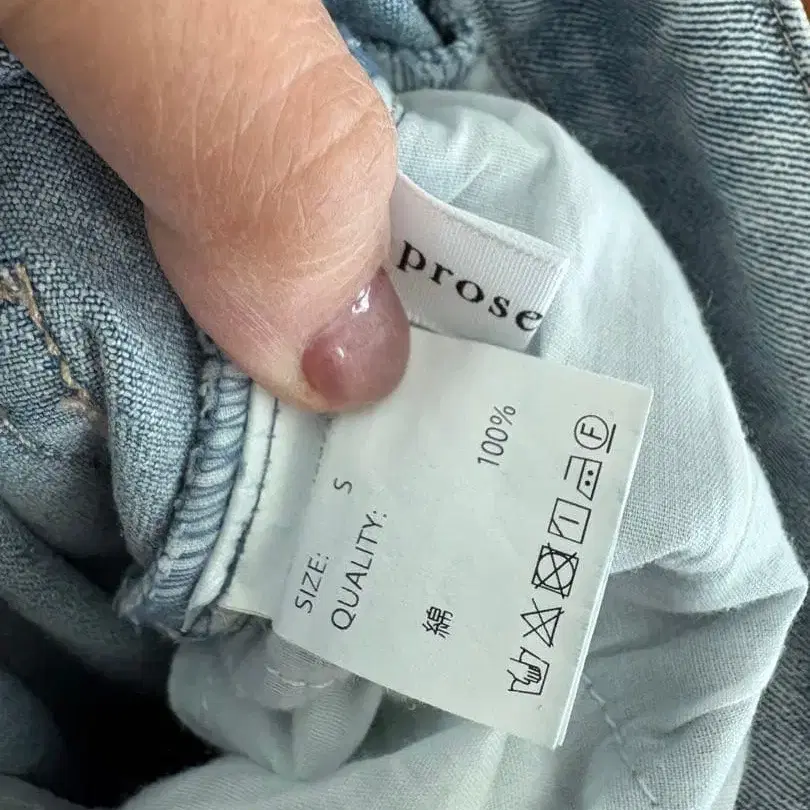 prose
SIZE: S
QUALITY:
綿 100%
F